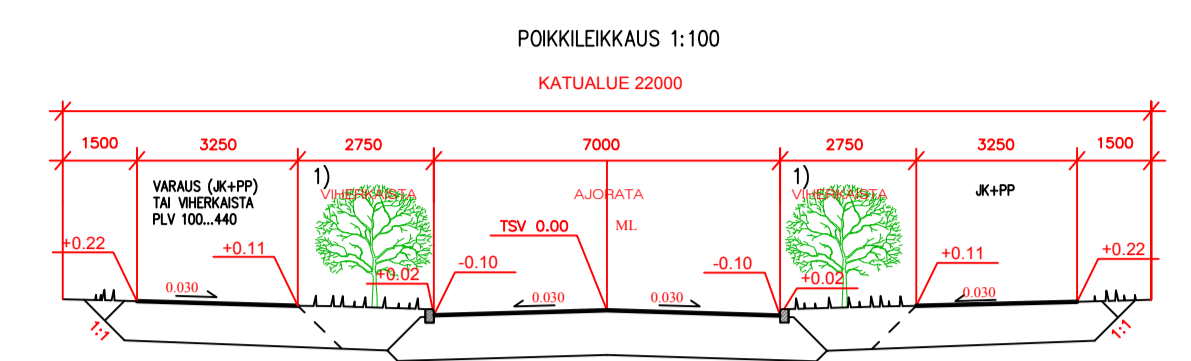 POIKKILEIKKAUS 1:100
KATUALUE 22000
1500 3250 2750 7000 2750 3250 1500
1) 1)
VARAUS (JK+PP)
TAI VIHERKAISTA
PLV 100...440
VIHERKAISTA AJORATA VIHERKAISTA JK+PP
TSV 0.00 ML
+0.22 +0.11 +0.02 -0.10 -0.10 +0.02 +0.11 +0.22
0.030 0.030 0.030 0.030
1:1 1:1